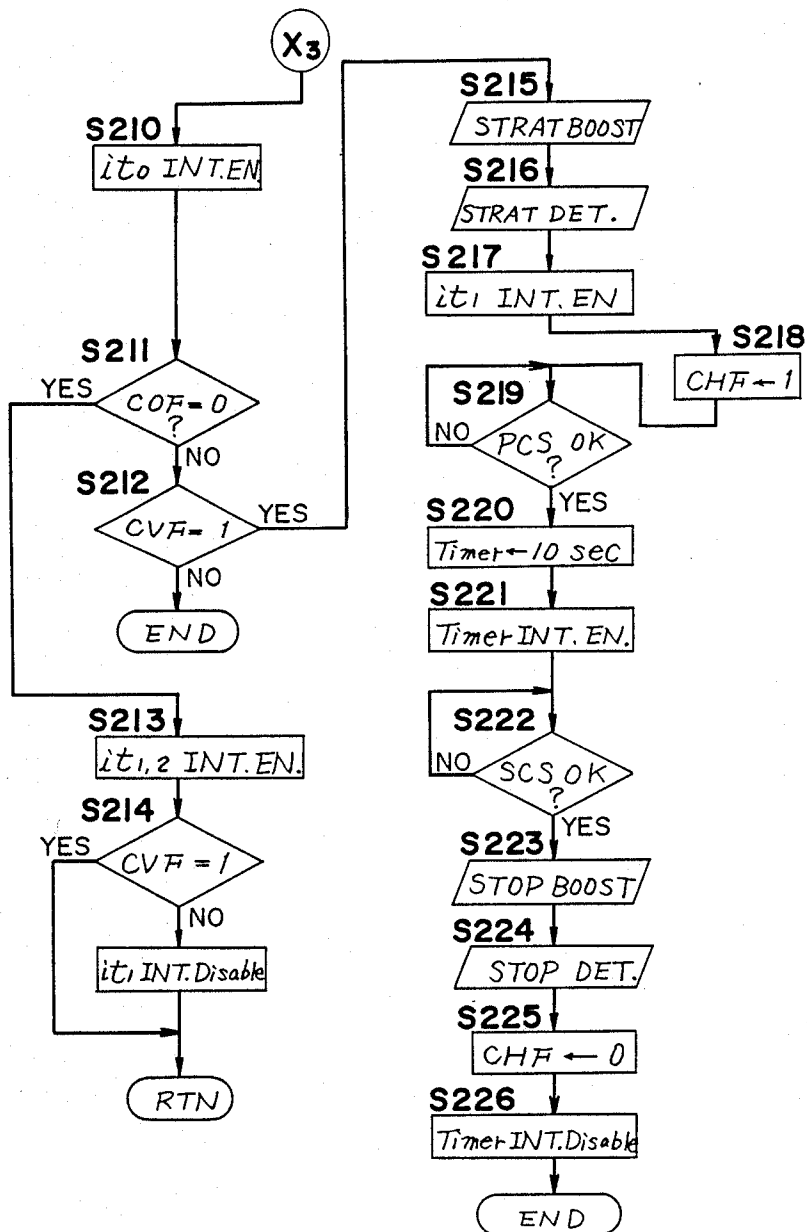 X3
S210
it0 INT.EN.
S211
YES
COF=0
?
NO
S212
CVF=1
YES
NO
END
S213
it1,2 INT.EN.
S214
YES
CVF=1
NO
it1 INT.Disable
RTN
S215
STRAT BOOST
S216
STRAT DET.
S217
it1 INT.EN
S218
CHF←1
S219
NO
PCS OK
?
YES
S220
Timer←10 sec
S221
Timer INT.EN.
S222
NO
SCS OK
?
YES
S223
STOP BOOST
S224
STOP DET.
S225
CHF←0
S226
Timer INT.Disable
END